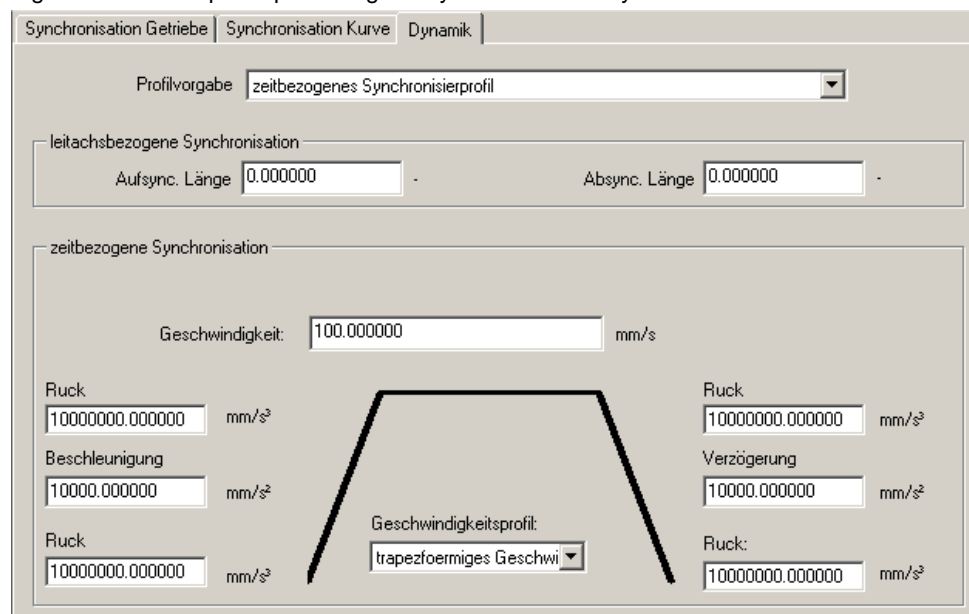 Synchronisation Getriebe Synchronisation Kurve Dynamik
Profilvorgabe zeitbezogenes Synchronisierprofil
leitachsbezogene Synchronisation
Aufsync. Länge 0.000000 - Absync. Länge 0.000000 -
zeitbezogene Synchronisation
Geschwindigkeit: 100.000000 mm/s
Ruck Ruck
10000000.000000 mm/s³ 10000000.000000 mm/s³
Beschleunigung Verzögerung
10000.000000 mm/s² 10000.000000 mm/s²
Geschwindigkeitsprofil:
Ruck trapezfoermiges Geschwi Ruck:
10000000.000000 mm/s³ 10000000.000000 mm/s³